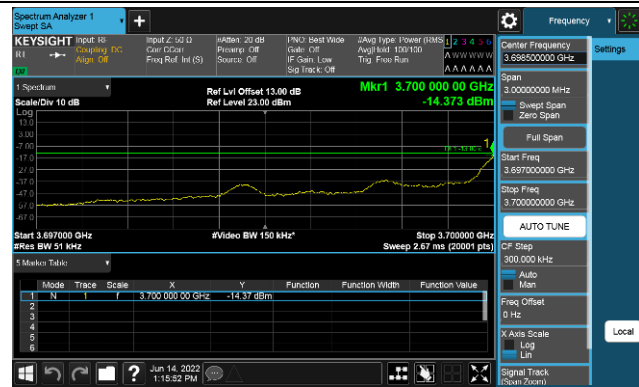 Spectrum Analyzer 1
Swept SA
Frequency
KEYSIGHT
Input: RF
Coupling: DC
Align: Off
Input Z: 50 Ω
Corr CCorr
Freq Ref: Int (S)
#Atten: 20 dB
Preamp: Off
Source: Off
PNO: Best Wide
Gate: Off
IF Gain: Low
Sig Track: Off
#Avg Type: Power (RMS
Avg|Hold: 100/100
Trig: Free Run
1 2 3 4 5 6
A W W W W W
A A A A A A
1 Spectrum
Scale/Div 10 dB
Ref Lvl Offset 13.00 dB
Ref Level 23.00 dBm
Mkr1 3.700 000 00 GHz
-14.373 dBm
Log
13.0
3.00
-7.00
-17.0
-27.0
-37.0
-47.0
-57.0
-67.0
1
Start 3.697000 GHz
#Res BW 51 kHz
#Video BW 150 kHz*
Stop 3.700000 GHz
Sweep 2.67 ms (20001 pts)
5 Marker Table
Mode Trace Scale X Y Function Function Width Function Value
1 N 1 f 3.700 000 00 GHz -14.37 dBm
2
3
4
5
6
Jun 14, 2022
1:15:52 PM
Center Frequency
3.698500000 GHz
Span
3.00000000 MHz
Swept Span
Zero Span
Full Span
Start Freq
3.697000000 GHz
Stop Freq
3.700000000 GHz
AUTO TUNE
CF Step
300.000 kHz
Auto
Man
Freq Offset
0 Hz
X Axis Scale
Log
Lin
Signal Track
(Span Zoom)
Settings
Local